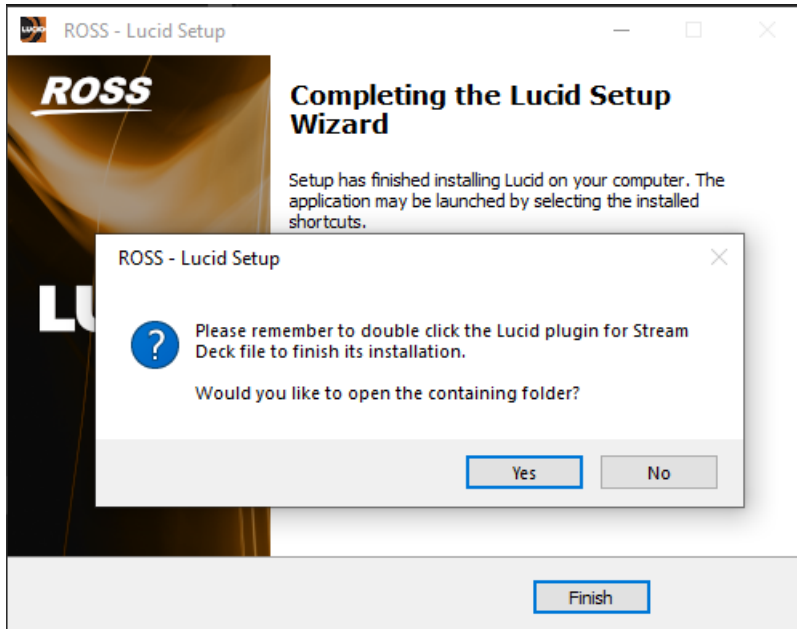 LUCID
ROSS - Lucid Setup
ROSS
Completing the Lucid Setup
Wizard
Setup has finished installing Lucid on your computer. The
application may be launched by selecting the installed
shortcuts.
LU
ROSS - Lucid Setup
Please remember to double click the Lucid plugin for Stream
Deck file to finish its installation.
Would you like to open the containing folder?
Yes
No
Finish